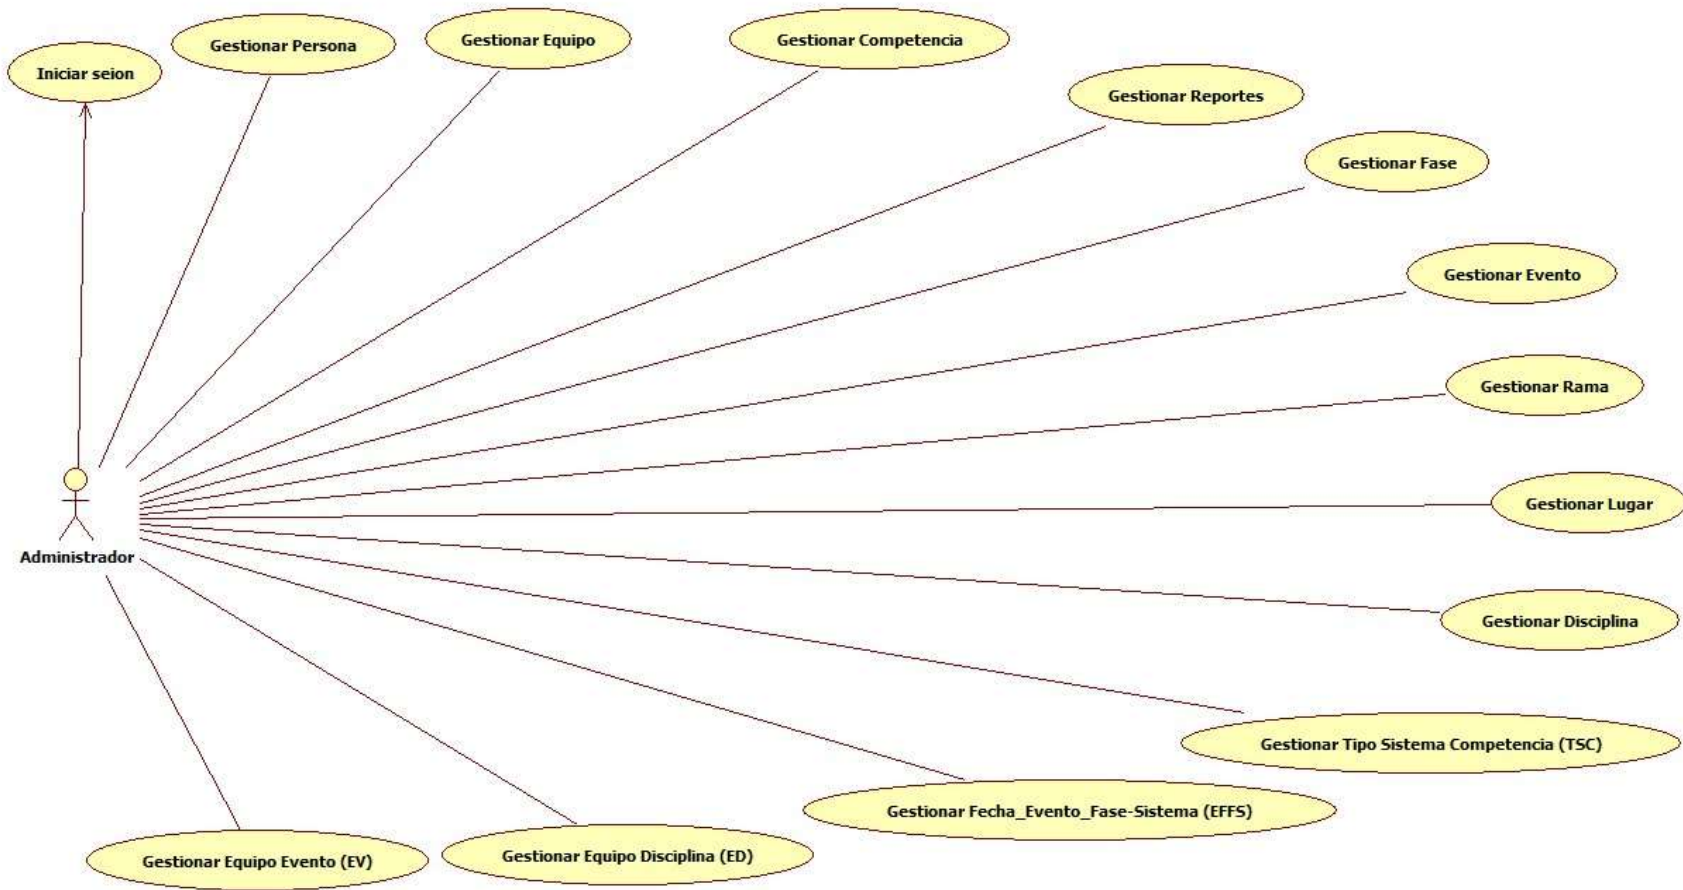 Iniciar seion
Gestionar Persona
Gestionar Equipo
Gestionar Competencia
Gestionar Reportes
Gestionar Fase
Gestionar Evento
Gestionar Rama
Gestionar Lugar
Administrador
Gestionar Disciplina
Gestionar Tipo Sistema Competencia (TSC)
Gestionar Fecha_Evento_Fase-Sistema (EFFS)
Gestionar Equipo Disciplina (ED)
Gestionar Equipo Evento (EV)